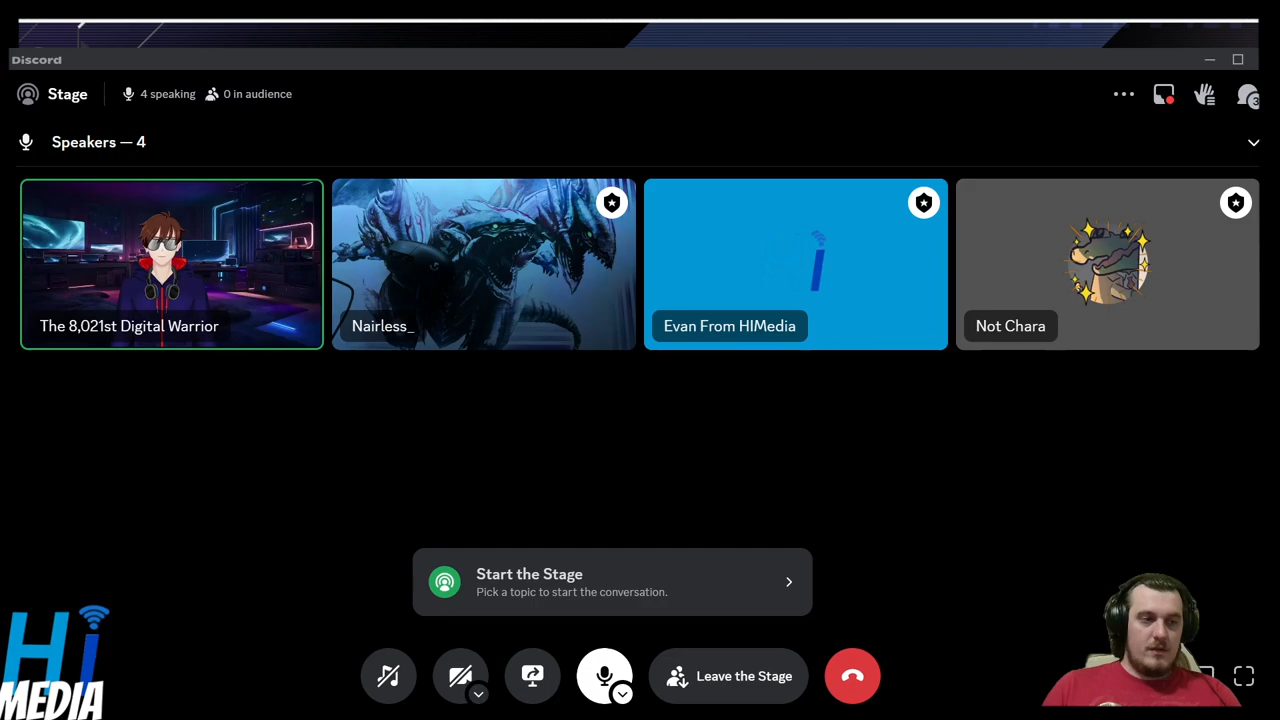 Discord
Stage
4 speaking
0 in audience
3
Speakers — 4
The 8,021st Digital Warrior
Nairless_
Evan From HIMedia
Not Chara
Start the Stage
Pick a topic to start the conversation.
Leave the Stage
Hi
MEDIA